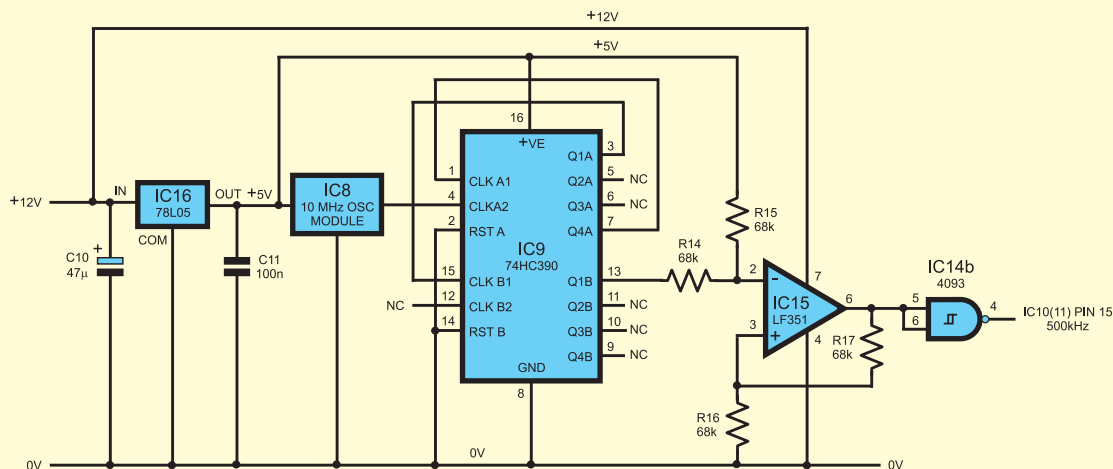 +12V
+5V
16
+VE
3
Q1A
1
CLK A1
5
Q2A
NC
IN
IC16
78L05
OUT
+5V
IC8
10 MHz OSC
MODULE
4
CLKA2
6
Q3A
NC
+12V
2
RST A
7
Q4A
R15
68k
COM
IC9
74HC390
R14
68k
C10
47µ
+
C11
100n
15
CLK B1
13
Q1B
2
-
7
IC14b
4093
NC
12
CLK B2
11
Q2B
NC
IC15
LF351
6
5
6
4
IC10(11) PIN 15
500kHz
14
RST B
10
Q3B
NC
3
+
4
R17
68k
9
Q4B
NC
GND
8
R16
68k
0V
0V
0V